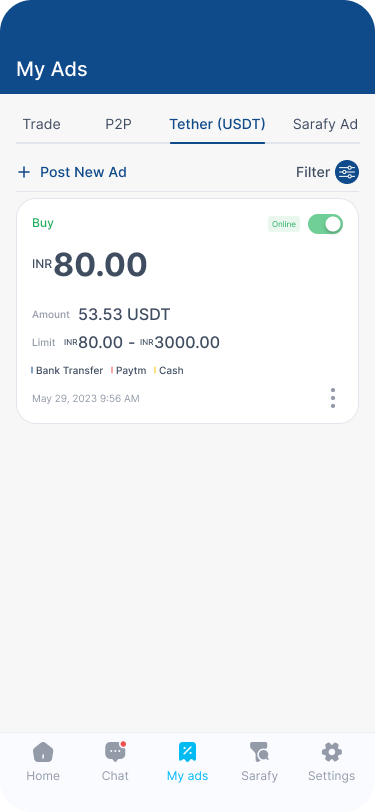 My Ads
Trade P2P Tether (USDT) Sarafy Ad
+ Post New Ad Filter
Buy Online
INR 80.00
Amount 53.53 USDT
Limit INR 80.00 - INR 3000.00
Bank Transfer Paytm Cash
May 29, 2023 9:56 AM
Home Chat My ads Sarafy Settings